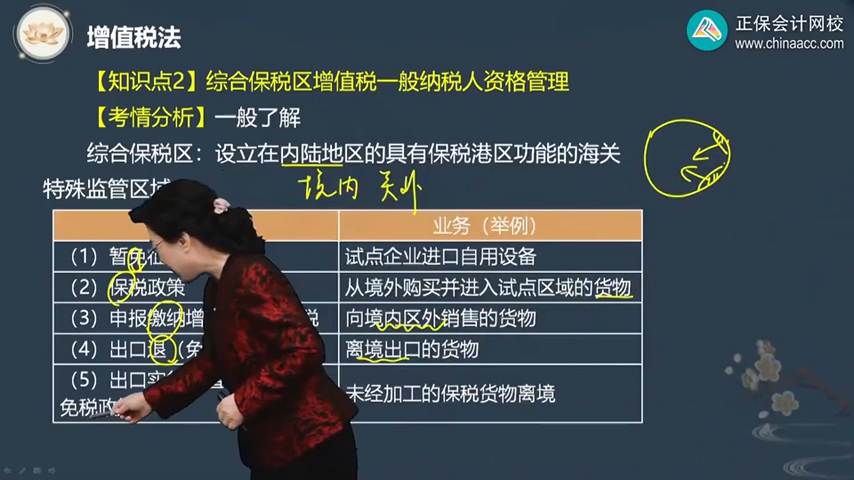 增值税法
正保会计网校
www.chinaacc.com
【知识点2】综合保税区增值税一般纳税人资格管理
【考情分析】一般了解
综合保税区：设立在内陆地区的具有保税港区功能的海关
特殊监管区域
境内 关外
业务（举例）
（1）暂免征
试点企业进口自用设备
（2）保税政策
从境外购买并进入试点区域的货物
（3）申报缴纳增 税
向境内区外销售的货物
（4）出口退（免
离境出口的货物
（5）出口实
免税政
未经加工的保税货物离境